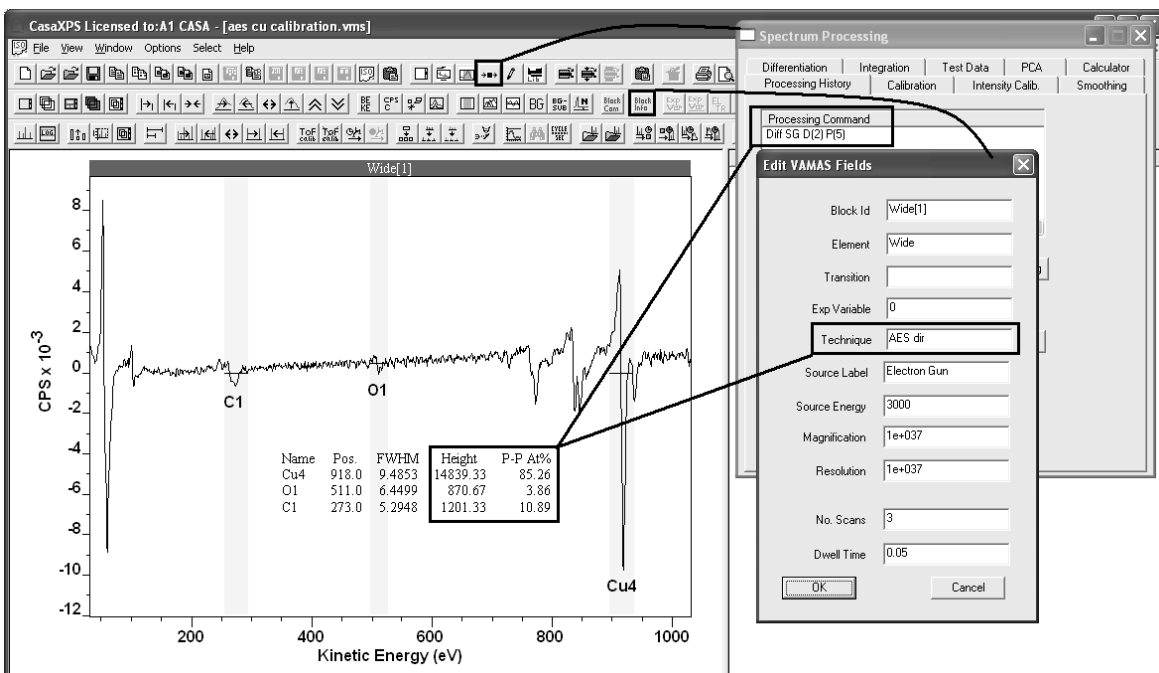 CasaXPS Licensed to:A1 CASA - [aes cu calibration.vms]
File View Window Options Select Help
Wide[1]
8
6
4
2
0
-2
-4
-6
-8
-10
-12
CPS x 10⁻³
200 400 600 800 1000
Kinetic Energy (eV)
C1
O1
Cu4
Name Pos. FWHM Height P-P At%
Cu4 918.0 9.4853 14839.33 85.26
O1 511.0 6.4499 870.67 3.86
C1 273.0 5.2948 1201.33 10.89
Spectrum Processing
Differentiation Integration Test Data PCA Calculator
Processing History Calibration Intensity Calib. Smoothing
Processing Command
Diff SG D(2) P(5)
Edit VAMAS Fields
Block Id Wide[1]
Element Wide
Transition
Exp Variable 0
Technique AES dir
Source Label Electron Gun
Source Energy 3000
Magnification 1e+037
Resolution 1e+037
No. Scans 3
Dwell Time 0.05
OK Cancel